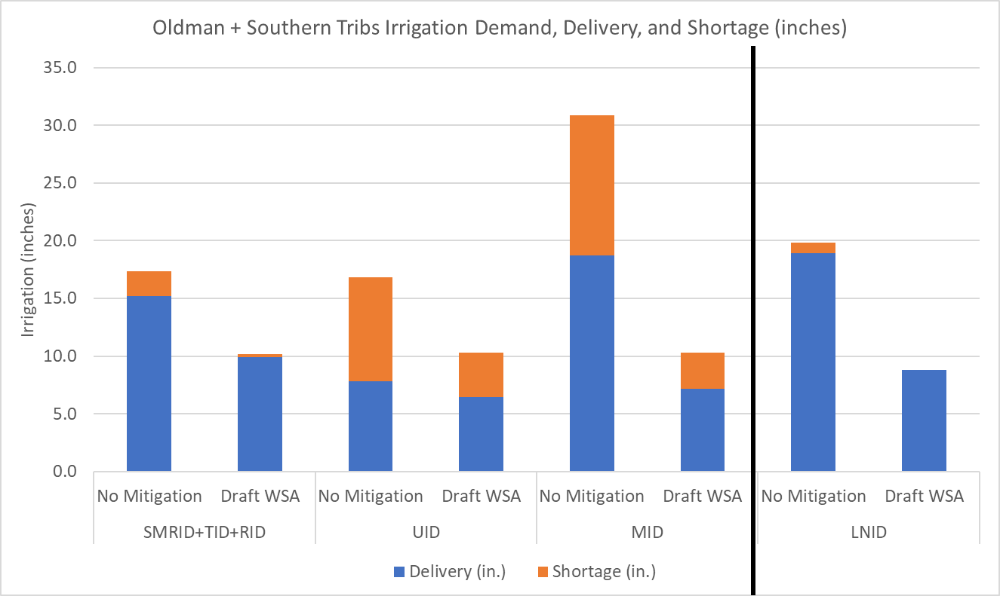 Oldman + Southern Tribs Irrigation Demand, Delivery, and Shortage (inches)
35.0
30.0
25.0
20.0
15.0
10.0
5.0
0.0
Irrigation (inches)
No Mitigation Draft WSA No Mitigation Draft WSA No Mitigation Draft WSA No Mitigation Draft WSA
SMRID+TID+RID UID MID LNID
Delivery (in.) Shortage (in.)